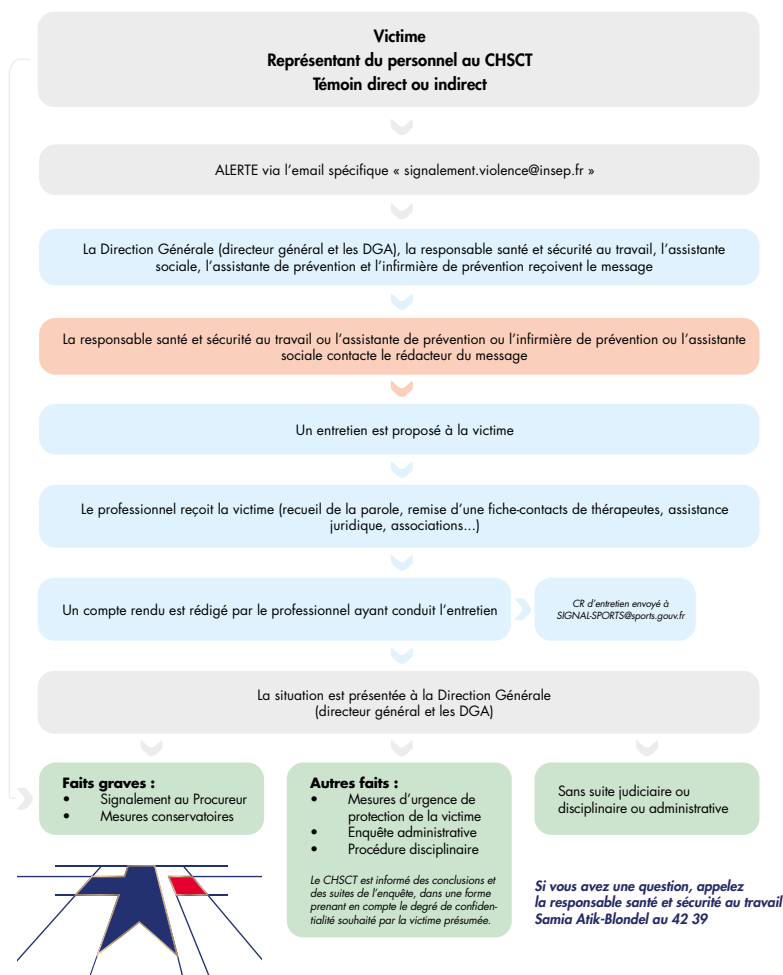 Victime
Représentant du personnel au CHSCT
Témoin direct ou indirect
ALERTE via l'email spécifique « signalement.violence@insep.fr »
La Direction Générale (directeur général et les DGA), la responsable santé et sécurité au travail, l'assistante
sociale, l'assistante de prévention et l'infirmière de prévention reçoivent le message
La responsable santé et sécurité au travail ou l'assistante de prévention ou l'infirmière de prévention ou l'assistante
sociale contacte le rédacteur du message
Un entretien est proposé à la victime
Le professionnel reçoit la victime (recueil de la parole, remise d'une fiche-contacts de thérapeutes, assistance
juridique, associations...)
Un compte rendu est rédigé par le professionnel ayant conduit l'entretien
CR d'entretien envoyé à
SIGNAL-SPORTS@sports.gouv.fr
La situation est présentée à la Direction Générale
(directeur général et les DGA)
Faits graves :
• Signalement au Procureur
• Mesures conservatoires
Autres faits :
• Mesures d'urgence de
protection de la victime
• Enquête administrative
• Procédure disciplinaire
Le CHSCT est informé des conclusions et
des suites de l'enquête, dans une forme
prenant en compte le degré de confiden-
tialité souhaité par la victime présumée.
Sans suite judiciaire ou
disciplinaire ou administrative
Si vous avez une question, appelez
la responsable santé et sécurité au travail
Samia Atik-Blondel au 42 39